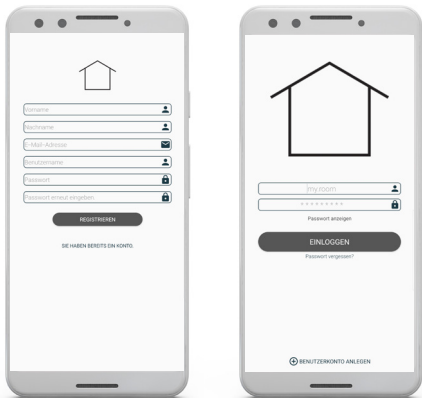 Vorname
Nachname
E-Mail-Adresse
Benutzername
Passwort
Passwort erneut eingeben
REGISTRIEREN
SIE HABEN BEREITS EIN KONTO.
my room
*********
Passwort anzeigen
EINLOGGEN
Passwort vergessen?
BENUTZERKONTO ANLEGEN